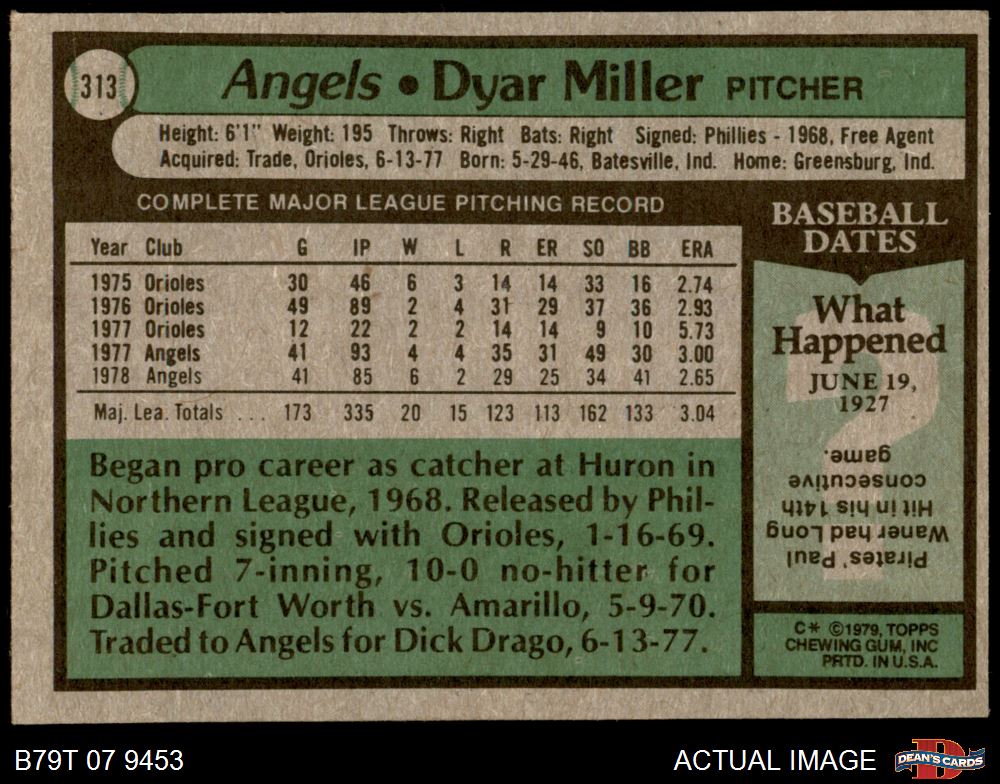 313
Angels • Dyar Miller PITCHER
Height: 6'1" Weight: 195 Throws: Right Bats: Right Signed: Phillies - 1968, Free Agent
Acquired: Trade, Orioles, 6-13-77 Born: 5-29-46, Batesville, Ind. Home: Greensburg, Ind.
COMPLETE MAJOR LEAGUE PITCHING RECORD
Year Club G IP W L R ER SO BB ERA
1975 Orioles 30 46 6 3 14 14 33 16 2.74
1976 Orioles 49 89 2 4 31 29 37 36 2.93
1977 Orioles 12 22 2 2 14 14 9 10 5.73
1977 Angels 41 93 4 4 35 31 49 30 3.00
1978 Angels 41 85 6 2 29 25 34 41 2.65
Maj. Lea. Totals ... 173 335 20 15 123 113 162 133 3.04
Began pro career as catcher at Huron in
Northern League, 1968. Released by Phil-
lies and signed with Orioles, 1-16-69.
Pitched 7-inning, 10-0 no-hitter for
Dallas-Fort Worth vs. Amarillo, 5-9-70.
Traded to Angels for Dick Drago, 6-13-77.
BASEBALL
DATES
What
Happened
JUNE 19,
1927
Pirates' Paul
Waner had Long
Hit in his 14th
consecutive
game.
C* ©1979, TOPPS
CHEWING GUM, INC
PRTD. IN U.S.A.
B79T 07 9453
ACTUAL IMAGE
D
DEAN'S CARDS